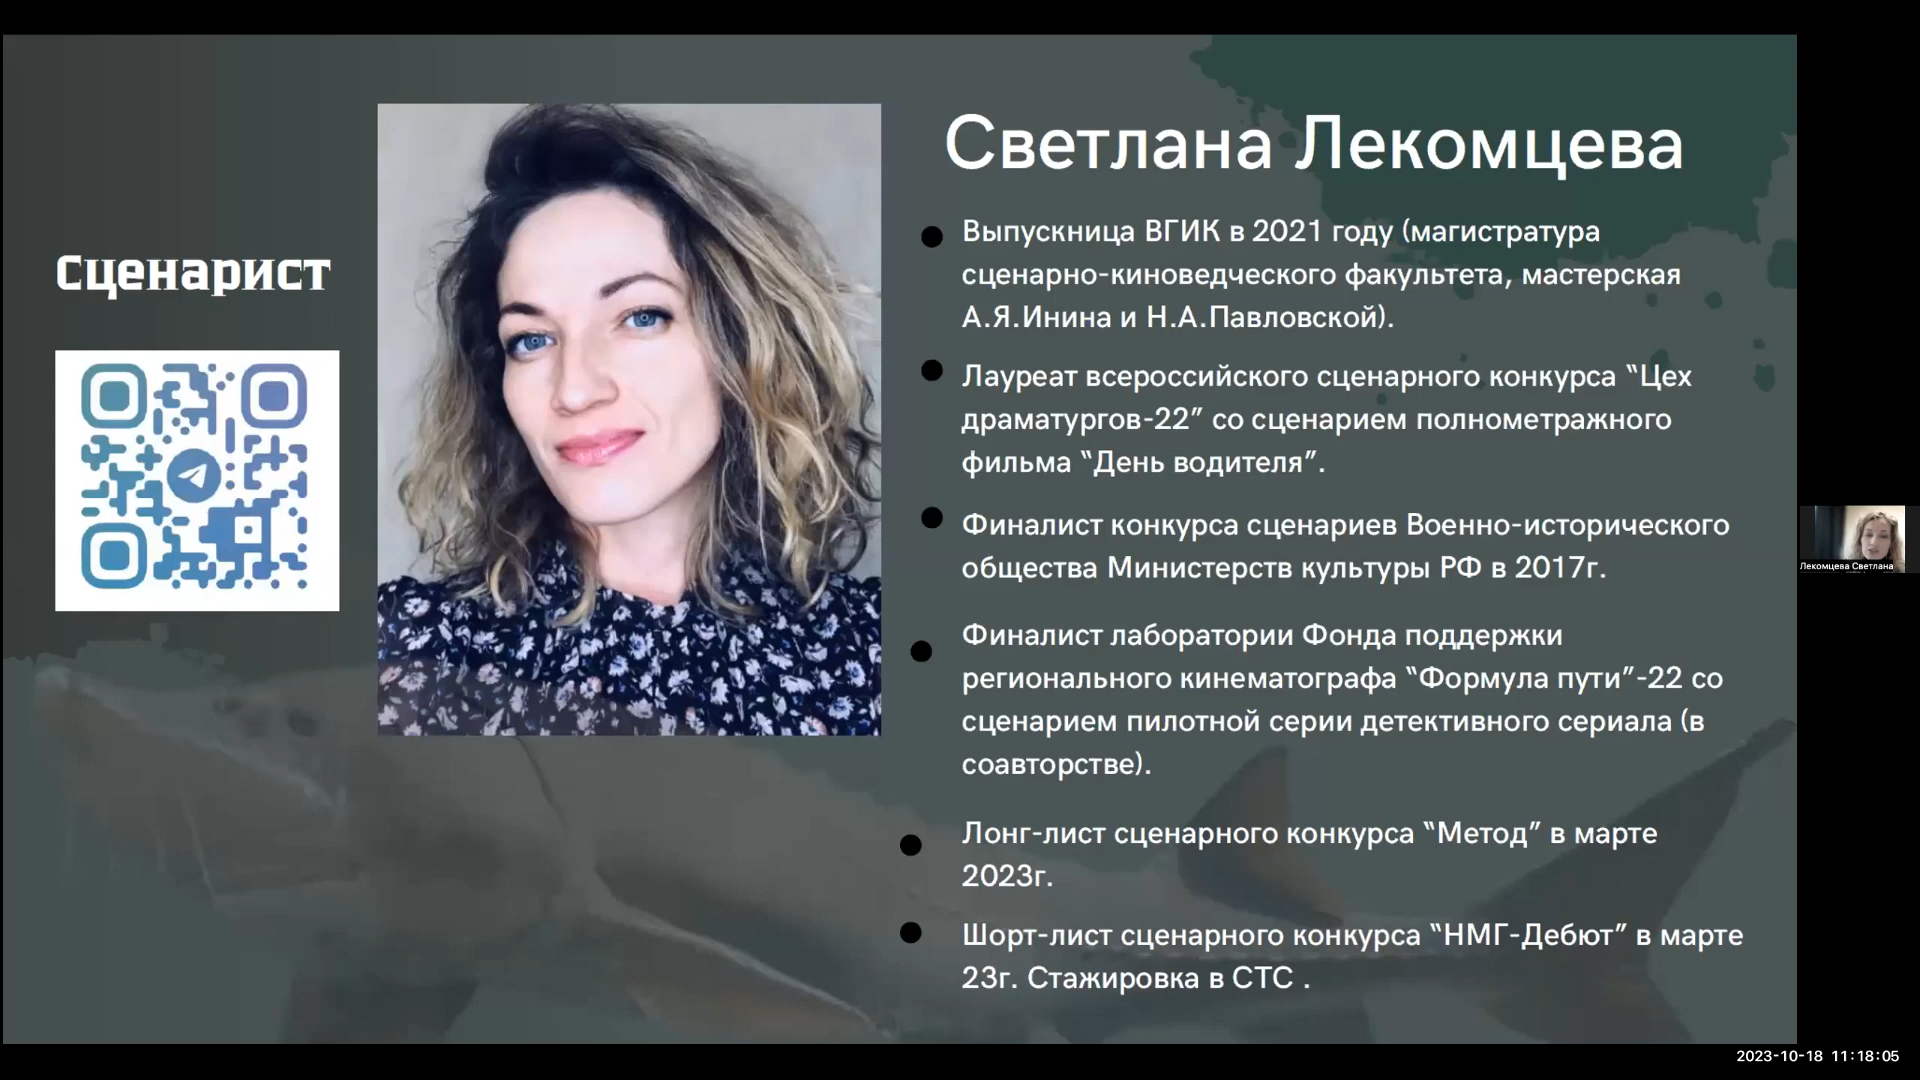 Сценарист
Светлана Лекомцева
Выпускница ВГИК в 2021 году (магистратура
сценарно-киноведческого факультета, мастерская
А.Я.Инина и Н.А.Павловской).
Лауреат всероссийского сценарного конкурса “Цех
драматургов-22” со сценарием полнометражного
фильма “День водителя”.
Финалист конкурса сценариев Военно-исторического
общества Министерств культуры РФ в 2017г.
Финалист лаборатории Фонда поддержки
регионального кинематографа “Формула пути”-22 со
сценарием пилотной серии детективного сериала (в
соавторстве).
Лонг-лист сценарного конкурса “Метод” в марте
2023г.
Шорт-лист сценарного конкурса “НМГ-Дебют” в марте
23г. Стажировка в СТС .
Лекомцева Светлана
2023-10-18 11:18:05